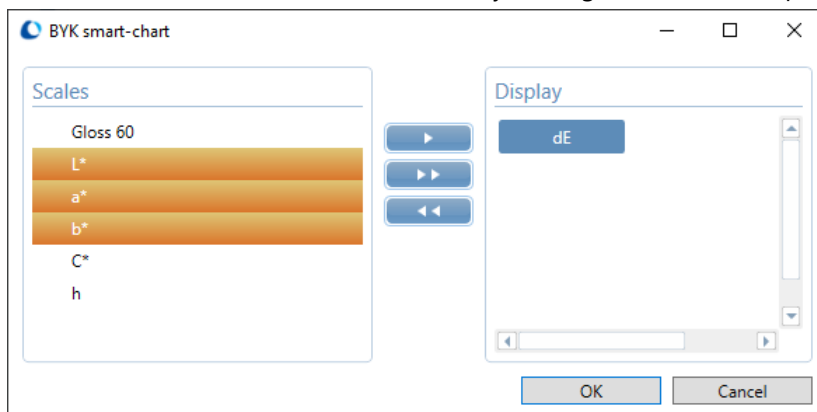 BYK smart-chart
Scales
Gloss 60
L*
a*
b*
C*
h
Display
dE
OK
Cancel